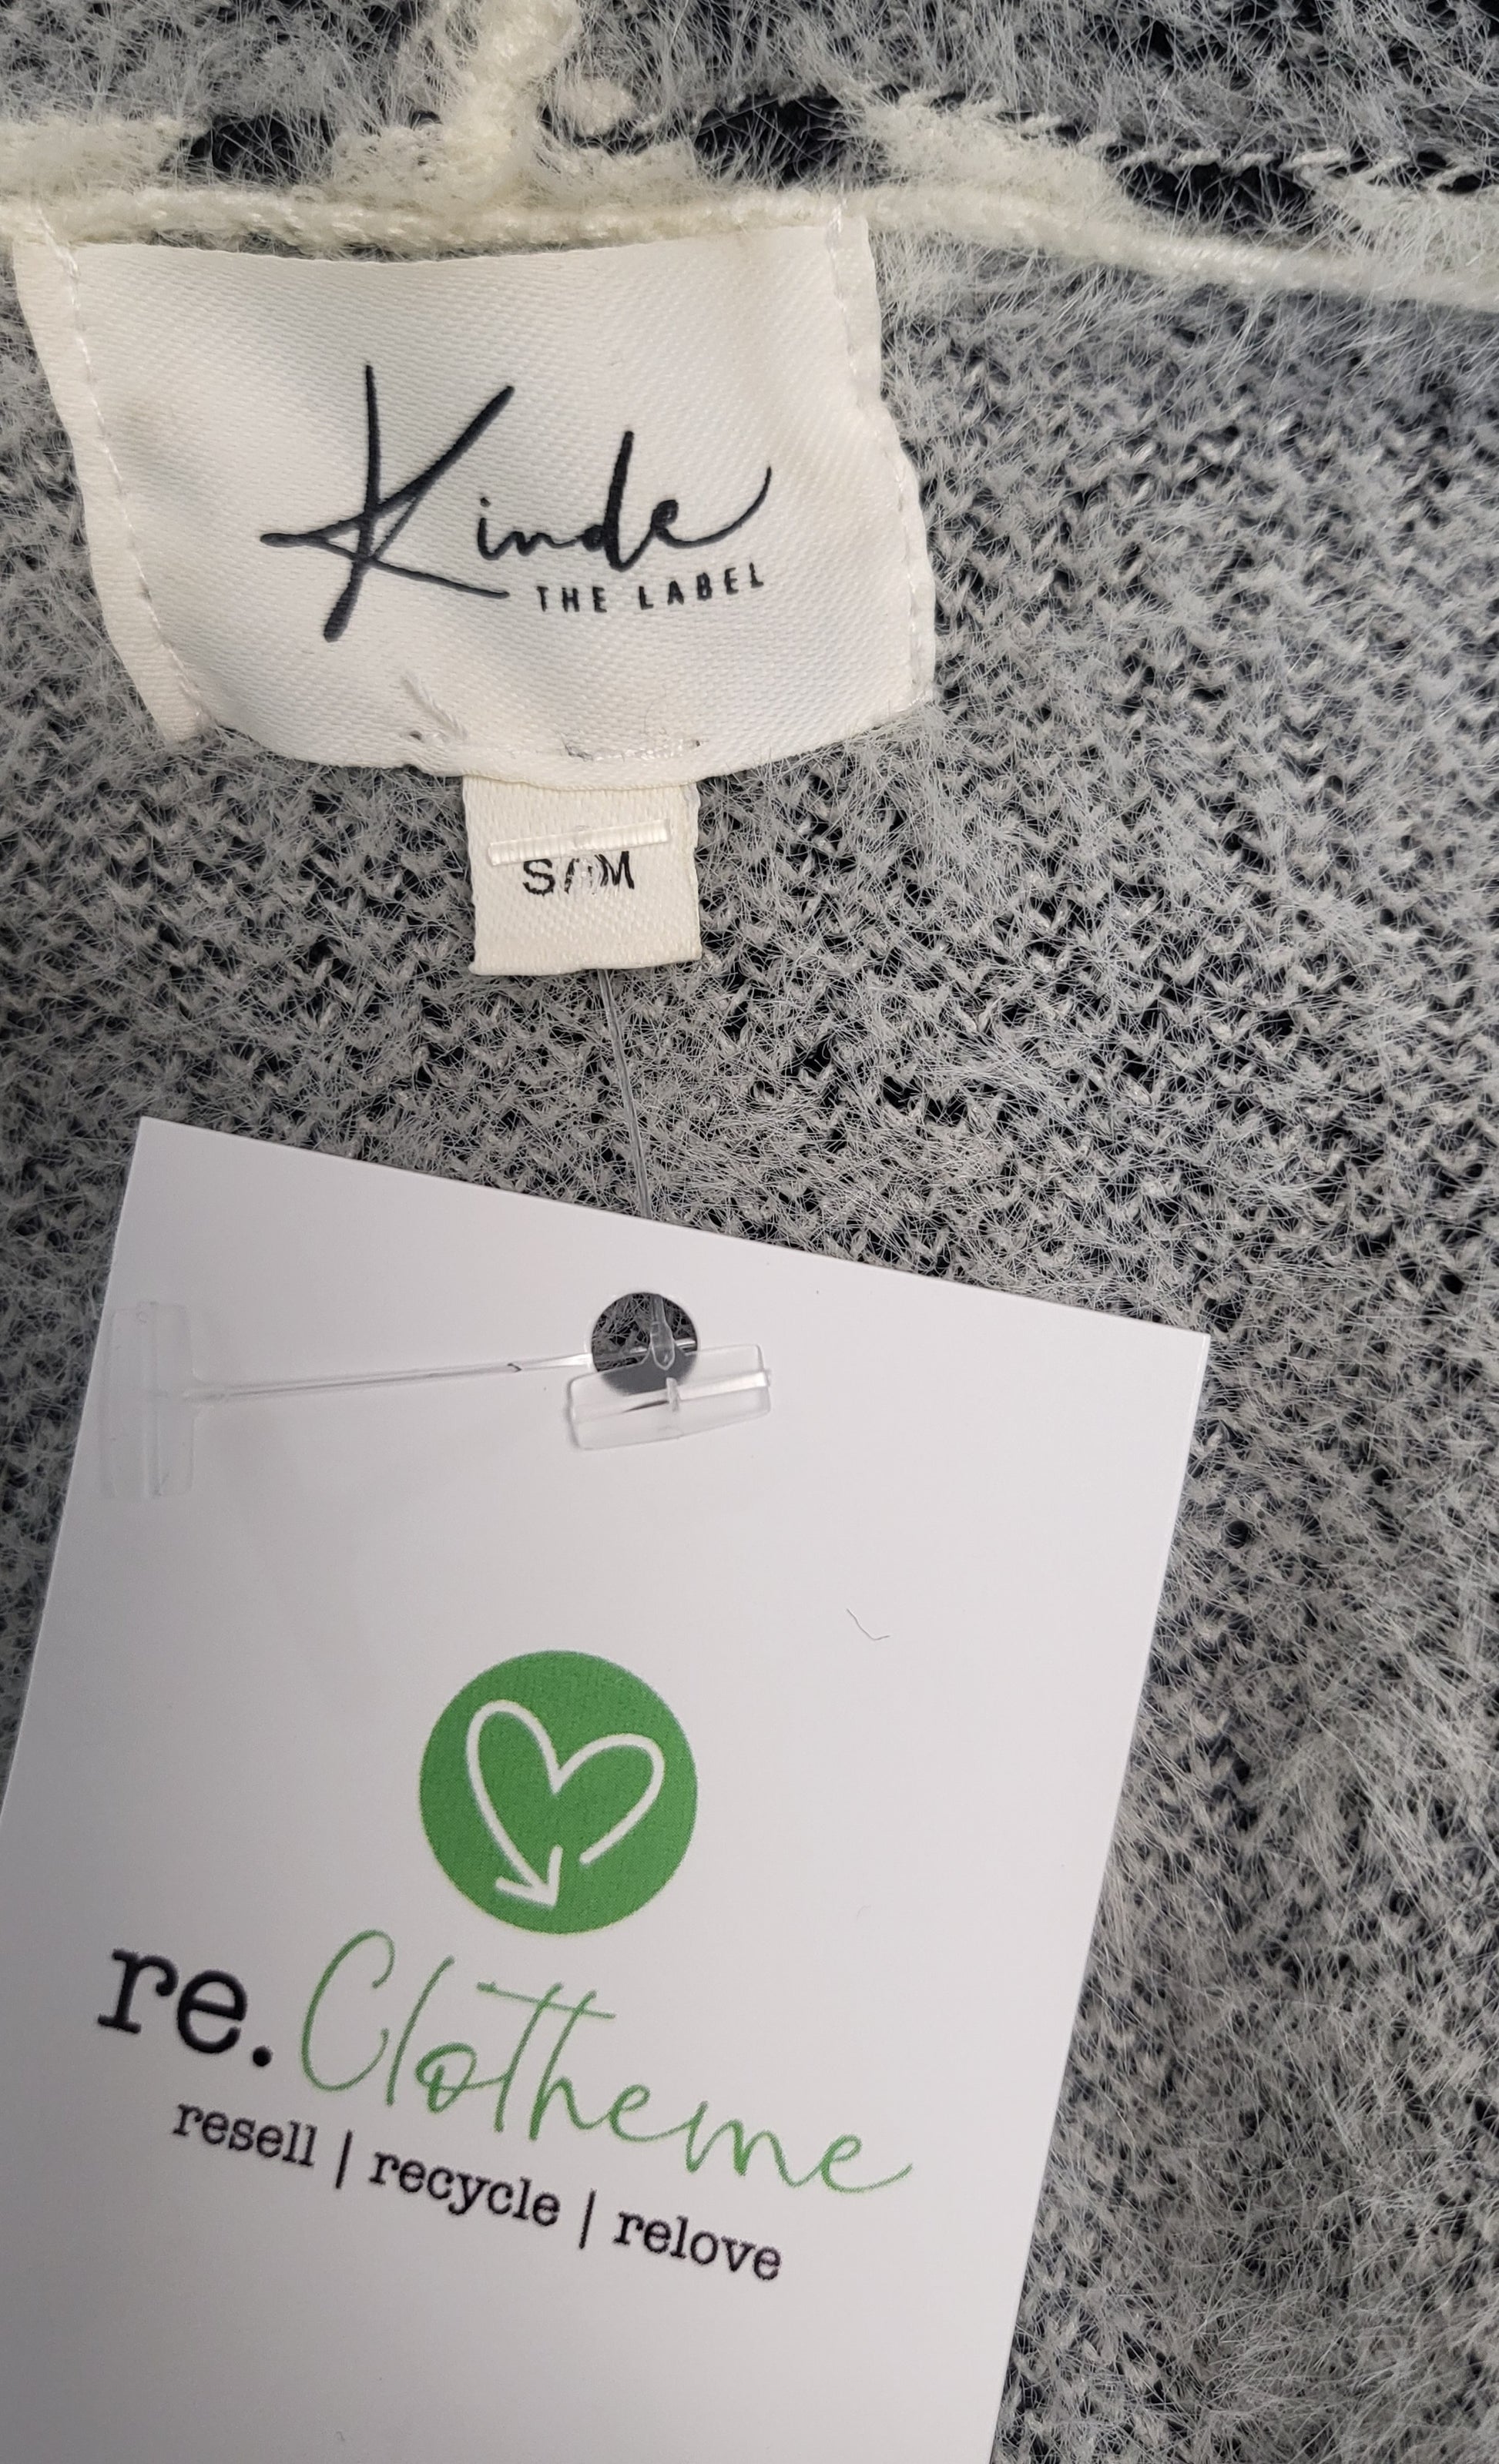 Kinde
THE LABEL
S/M
re.Clotheme
resell | recycle | relove